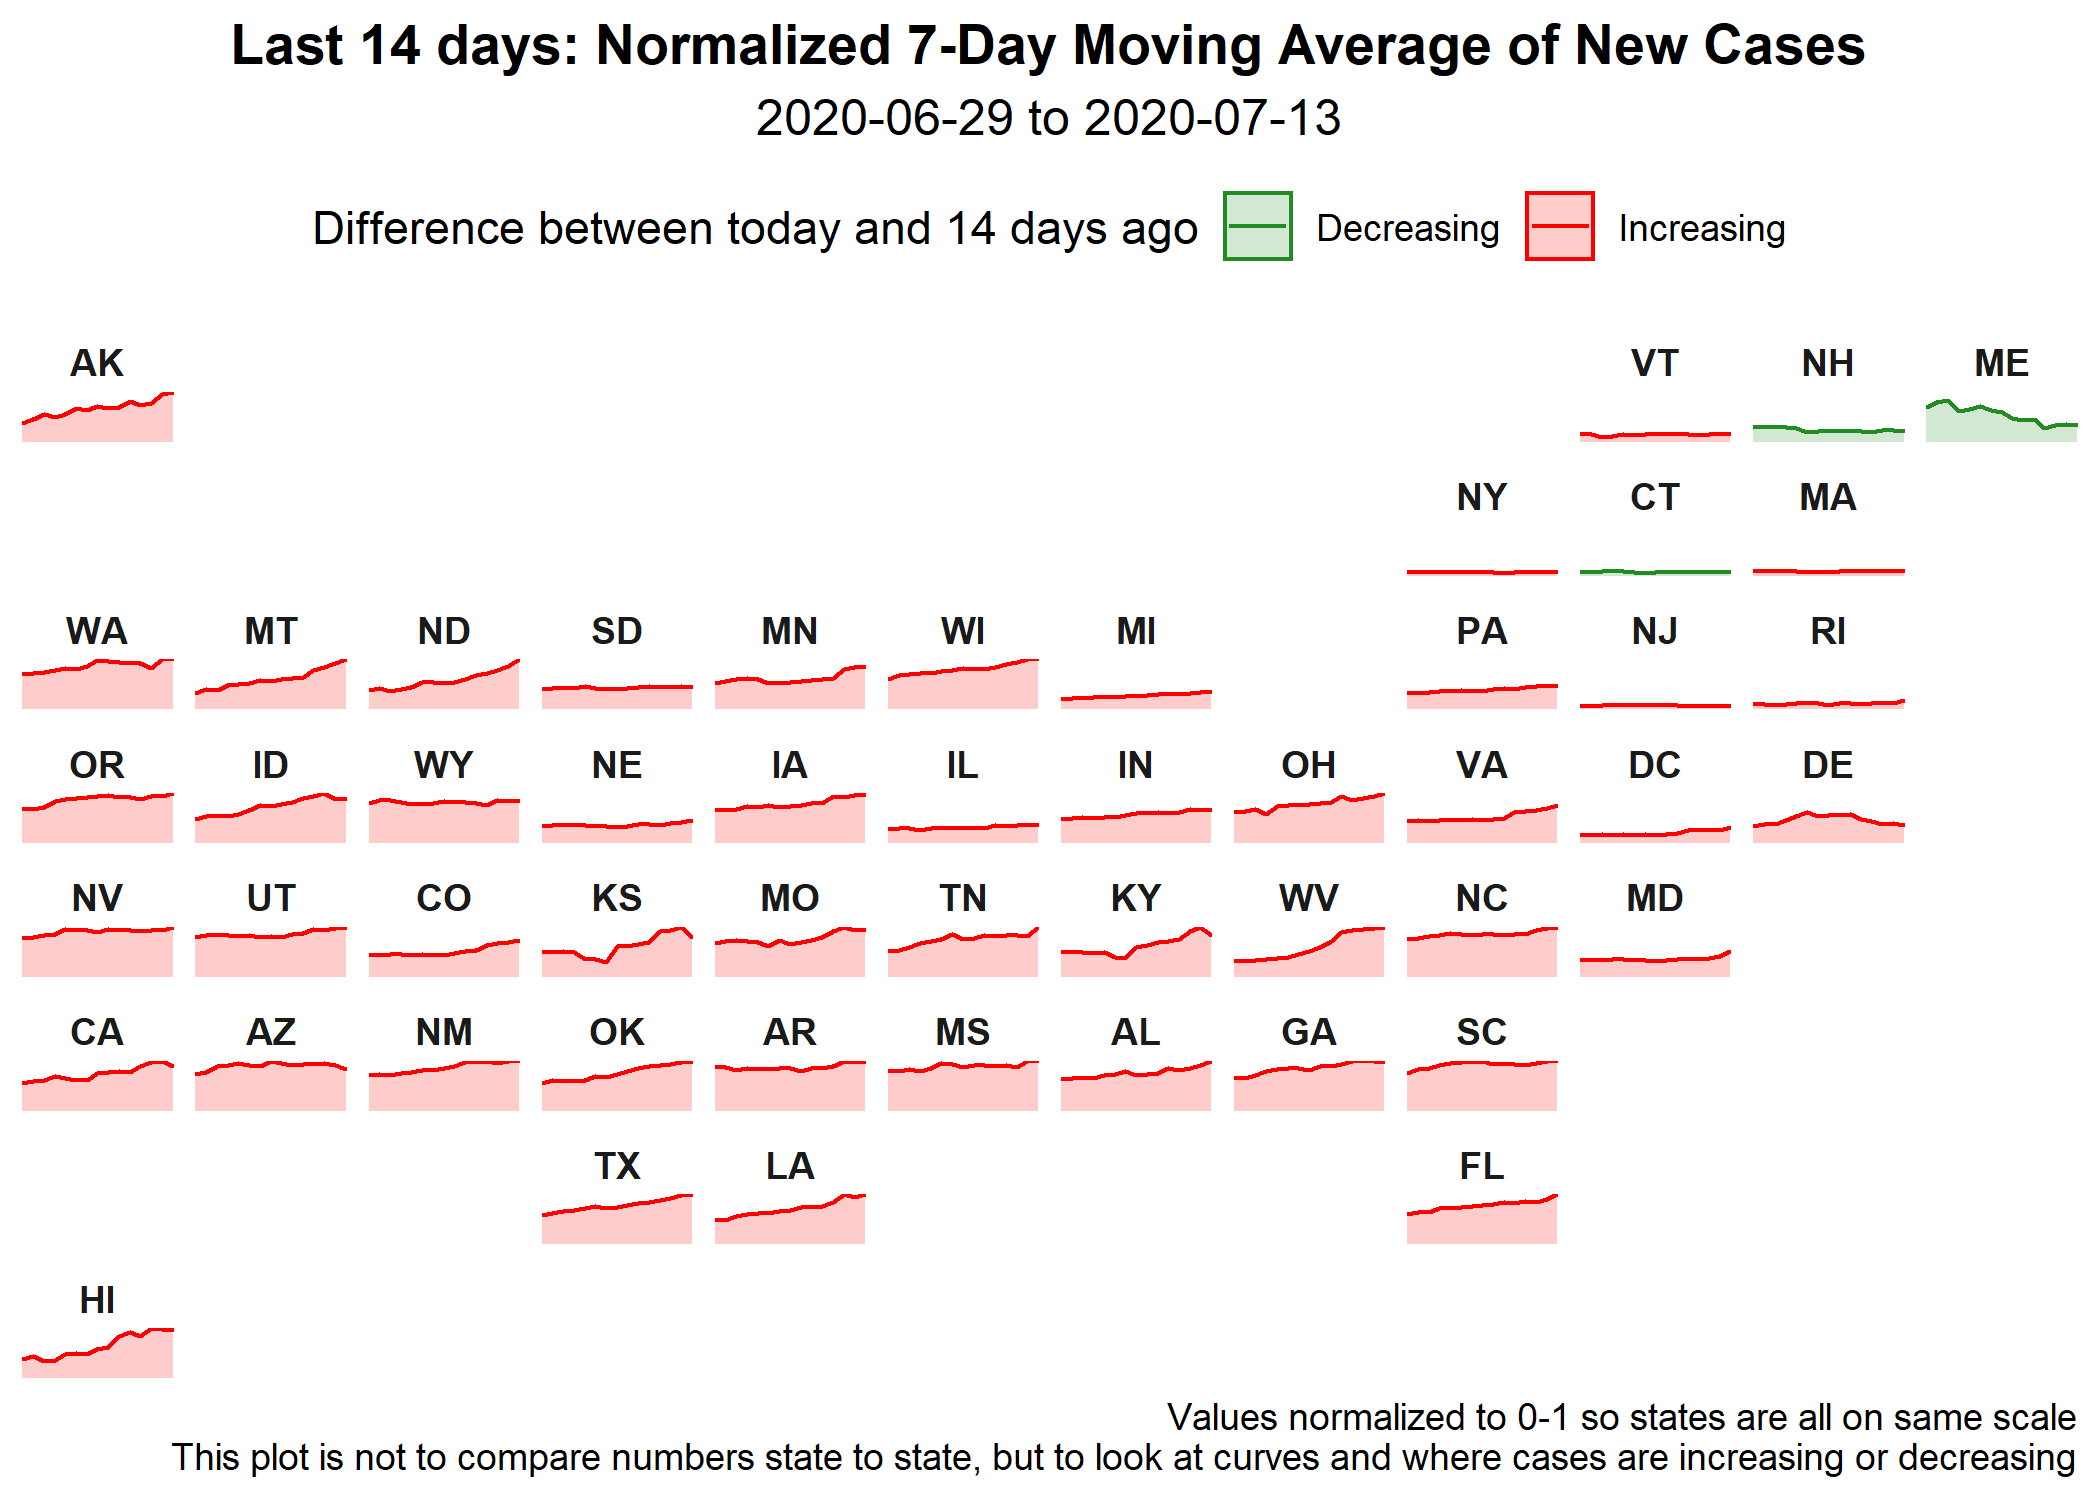 Last 14 days: Normalized 7-Day Moving Average of New Cases
2020-06-29 to 2020-07-13
Difference between today and 14 days ago Decreasing Increasing
AK VT NH ME
NY CT MA
WA MT ND SD MN WI MI PA NJ RI
OR ID WY NE IA IL IN OH VA DC DE
NV UT CO KS MO TN KY WV NC MD
CA AZ NM OK AR MS AL GA SC
TX LA FL
HI
Values normalized to 0-1 so states are all on same scale
This plot is not to compare numbers state to state, but to look at curves and where cases are increasing or decreasing